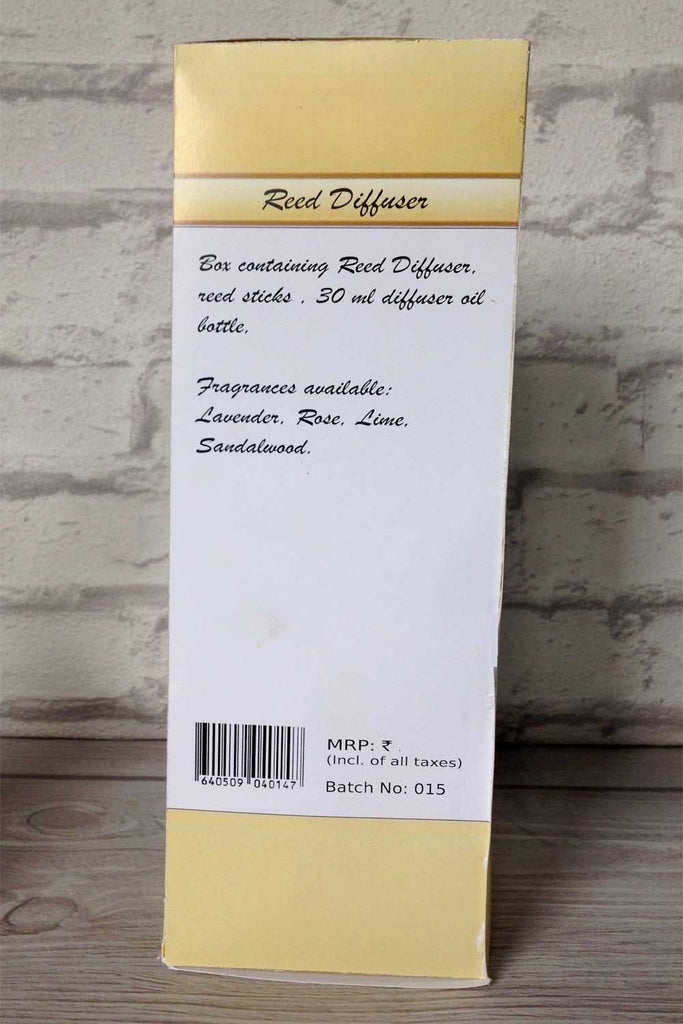 Reed Diffuser
Box containing Reed Diffuser,
reed sticks , 30 ml diffuser oil
bottle.
Fragrances available:
Lavender, Rose, Lime,
Sandalwood.
640509 040147
MRP: ₹ .
(Incl. of all taxes)
Batch No: 015